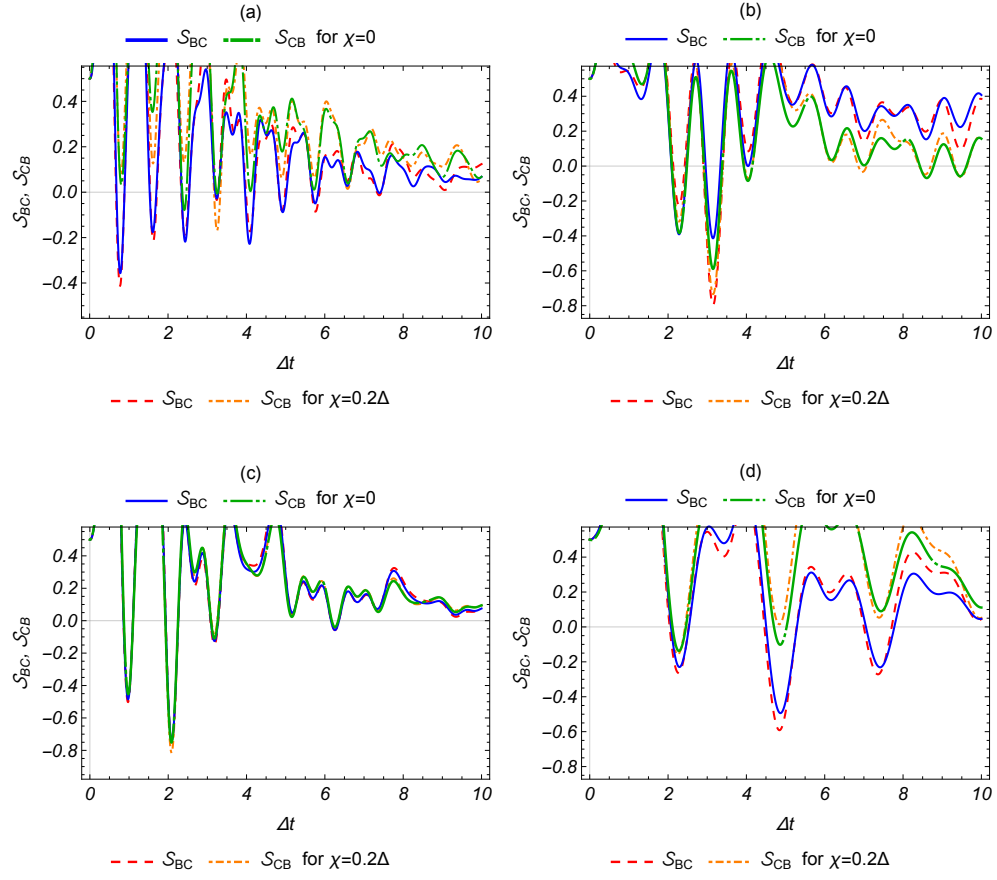 (a)
S_BC S_CB for χ=0
S_BC, S_CB
0.4
0.2
0.0
−0.2
−0.4
0 2 4 6 8 10
Δt
S_BC S_CB for χ=0.2Δ
(b)
S_BC S_CB for χ=0
S_BC, S_CB
0.4
0.2
0.0
−0.2
−0.4
−0.6
−0.8
0 2 4 6 8 10
Δt
S_BC S_CB for χ=0.2Δ
(c)
S_BC S_CB for χ=0
S_BC, S_CB
0.4
0.2
0.0
−0.2
−0.4
−0.6
−0.8
0 2 4 6 8 10
Δt
S_BC S_CB for χ=0.2Δ
(d)
S_BC S_CB for χ=0
S_BC, S_CB
0.4
0.2
0.0
−0.2
−0.4
−0.6
−0.8
0 2 4 6 8 10
Δt
S_BC S_CB for χ=0.2Δ